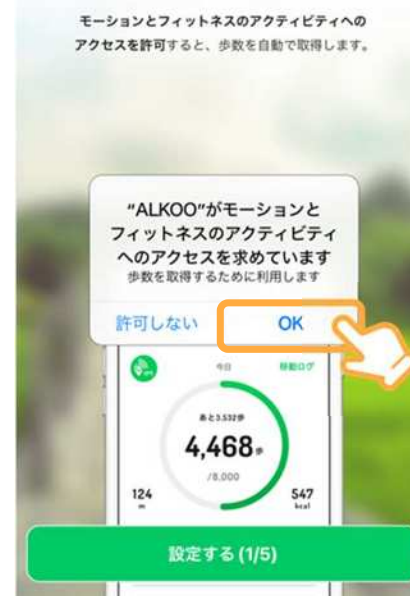 モーションとフィットネスのアクティビティへの
アクセスを許可すると、歩数を自動で取得します。
“ALKOO”がモーションと
フィットネスのアクティビティ
へのアクセスを求めています
歩数を取得するために利用します
許可しない
OK
今日
移動ログ
あと3,532歩
4,468歩
/8,000
124
m
547
kcal
設定する (1/5)